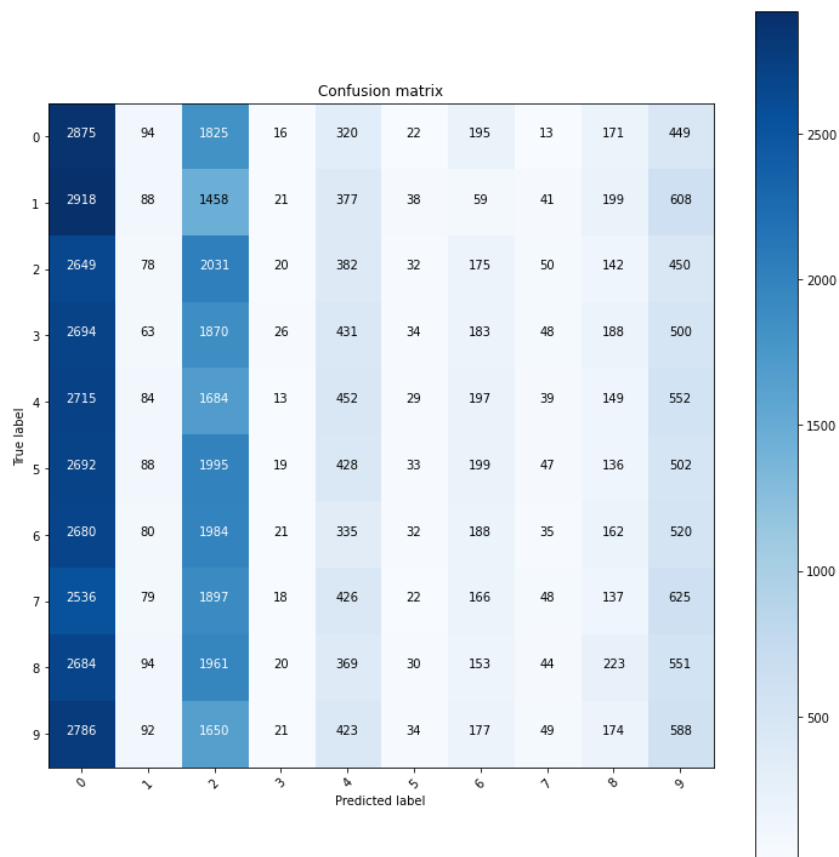 Confusion matrix
0 2875 94 1825 16 320 22 195 13 171 449
1 2918 88 1458 21 377 38 59 41 199 608
2 2649 78 2031 20 382 32 175 50 142 450
3 2694 63 1870 26 431 34 183 48 188 500
4 2715 84 1684 13 452 29 197 39 149 552
5 2692 88 1995 19 428 33 199 47 136 502
6 2680 80 1984 21 335 32 188 35 162 520
7 2536 79 1897 18 426 22 166 48 137 625
8 2684 94 1961 20 369 30 153 44 223 551
9 2786 92 1650 21 423 34 177 49 174 588
0 1 2 3 4 5 6 7 8 9
Predicted label
True label
2500
2000
1500
1000
500